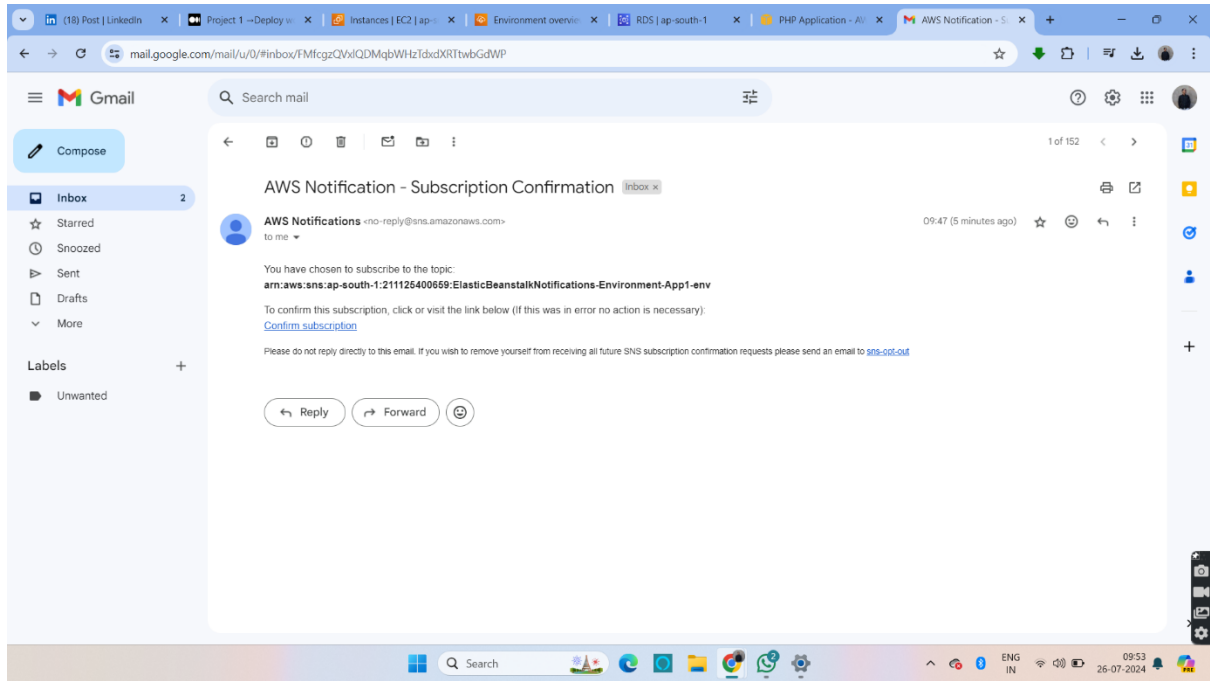 (18) Post | LinkedIn
Project 1 →Deploy w
Instances | EC2 | ap-s
Environment overvie
RDS | ap-south-1
PHP Application - AV
AWS Notification - S
mail.google.com/mail/u/0/#inbox/FMfcgzQVxlQDMqbWHzTdxdXRTtwbGdWP
Gmail
Search mail
Compose
1 of 152
31
AWS Notification - Subscription Confirmation Inbox ×
Inbox 2
AWS Notifications <no-reply@sns.amazonaws.com>
09:47 (5 minutes ago)
Starred
to me
Snoozed
Sent
You have chosen to subscribe to the topic:
arn:aws:sns:ap-south-1:211125400659:ElasticBeanstalkNotifications-Environment-App1-env
Drafts
To confirm this subscription, click or visit the link below (If this was in error no action is necessary):
More
Confirm subscription
Please do not reply directly to this email. If you wish to remove yourself from receiving all future SNS subscription confirmation requests please send an email to sns-opt-out
Labels
Unwanted
Reply
Forward
Search
2
ENG
IN
09:53
26-07-2024
PRE